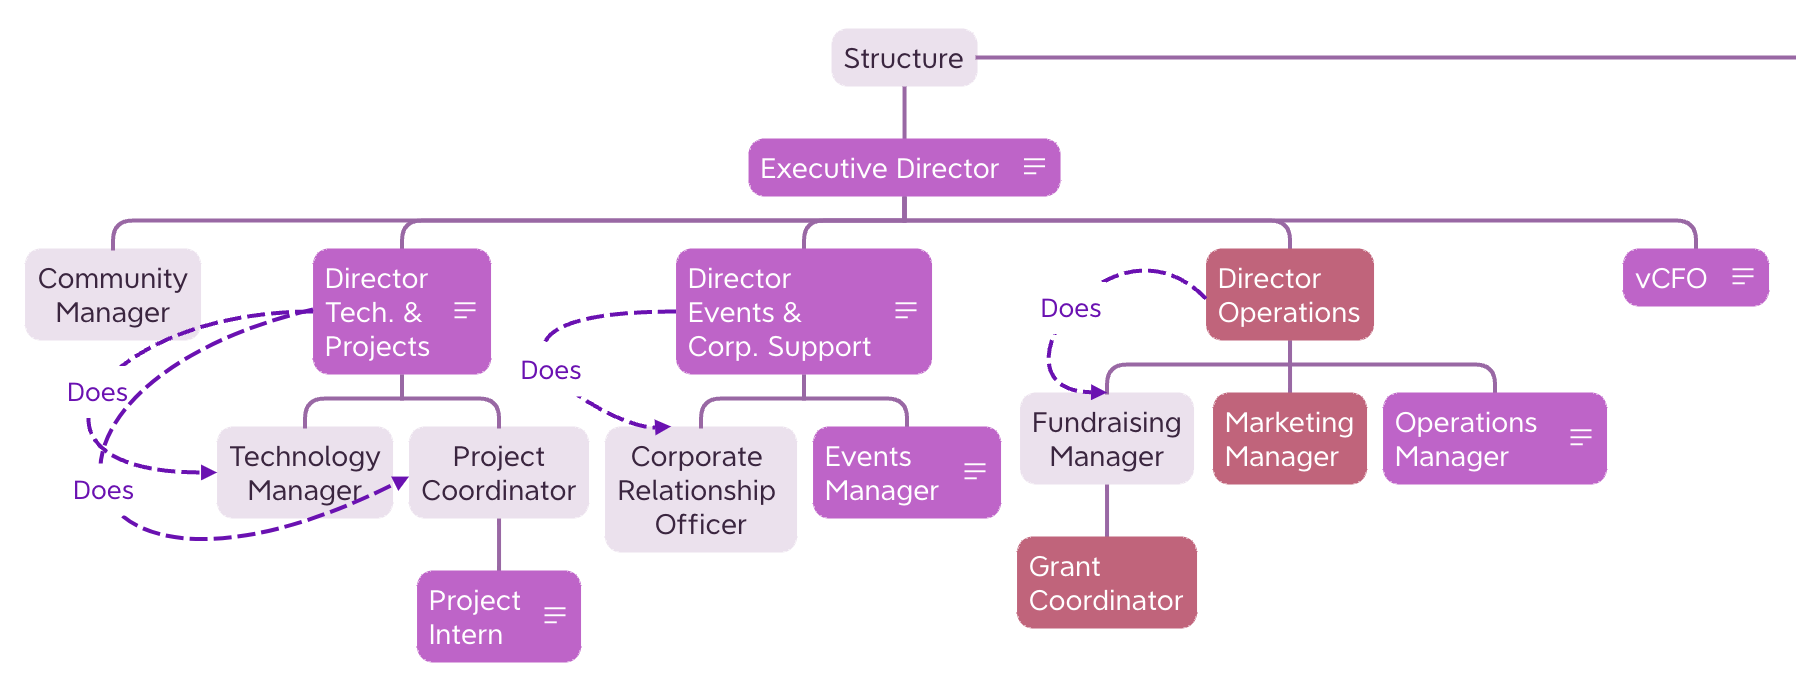 Structure
Executive Director
Community
Manager
Director
Tech. &
Projects
Director
Events &
Corp. Support
Director
Operations
vCFO
Does
Does
Does
Does
Technology
Manager
Project
Coordinator
Corporate
Relationship
Officer
Events
Manager
Fundraising
Manager
Marketing
Manager
Operations
Manager
Project
Intern
Grant
Coordinator